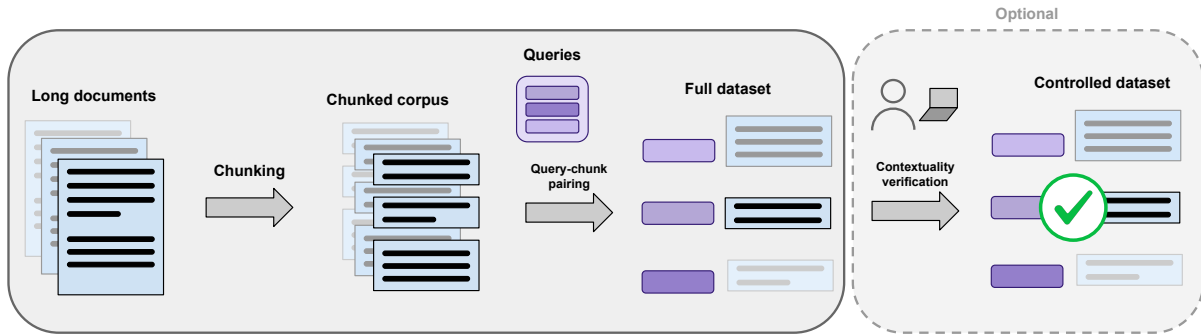 Optional
Long documents
Chunking
Chunked corpus
Queries
Query-chunk
pairing
Full dataset
Contextuality
verification
Controlled dataset